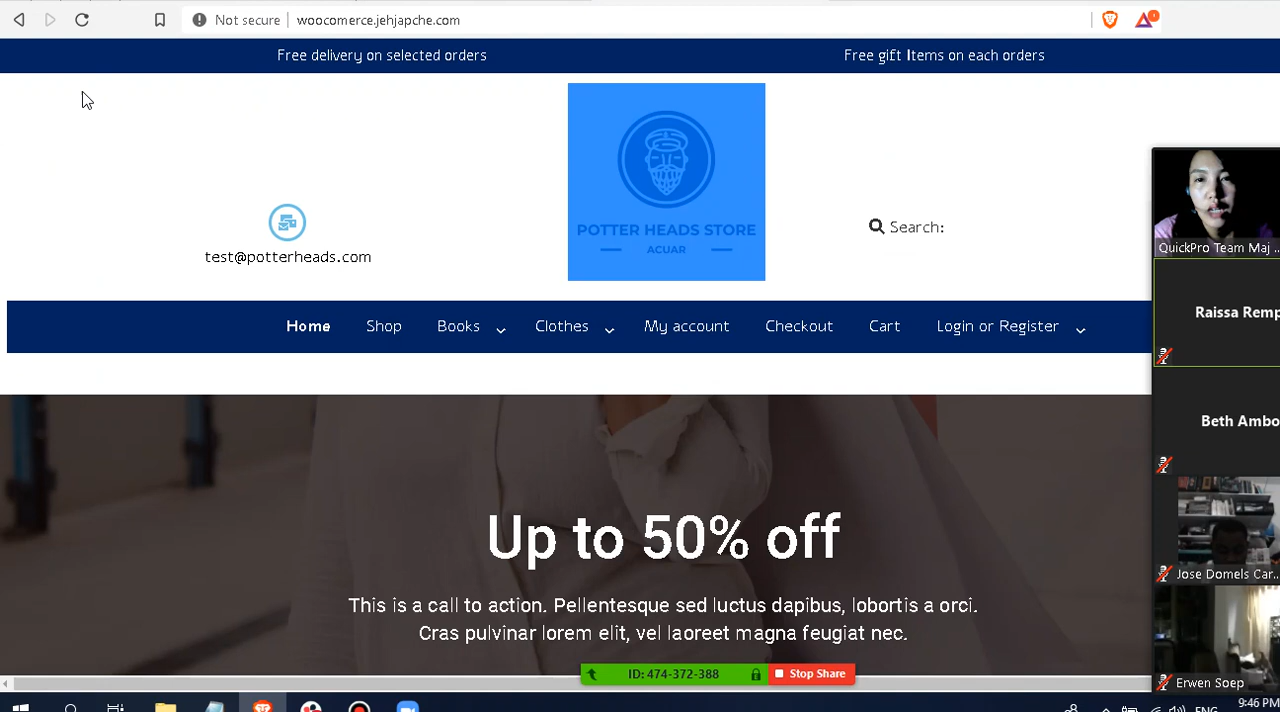 Not secure woocomerce.jehjapche.com
Free delivery on selected orders Free gift Items on each orders
POTTER HEADS STORE
ACUAR
Search:
test@potterheads.com
QuickPro Team Maj ...
Home Shop Books Clothes My account Checkout Cart Login or Register
Raissa Remp
Beth Ambo
Up to 50% off
Jose Domels Car...
This is a call to action. Pellentesque sed luctus dapibus, lobortis a orci.
Cras pulvinar lorem elit, vel laoreet magna feugiat nec.
ID: 474-372-388 Stop Share
Erwen Soep
9:46 PM
ENG